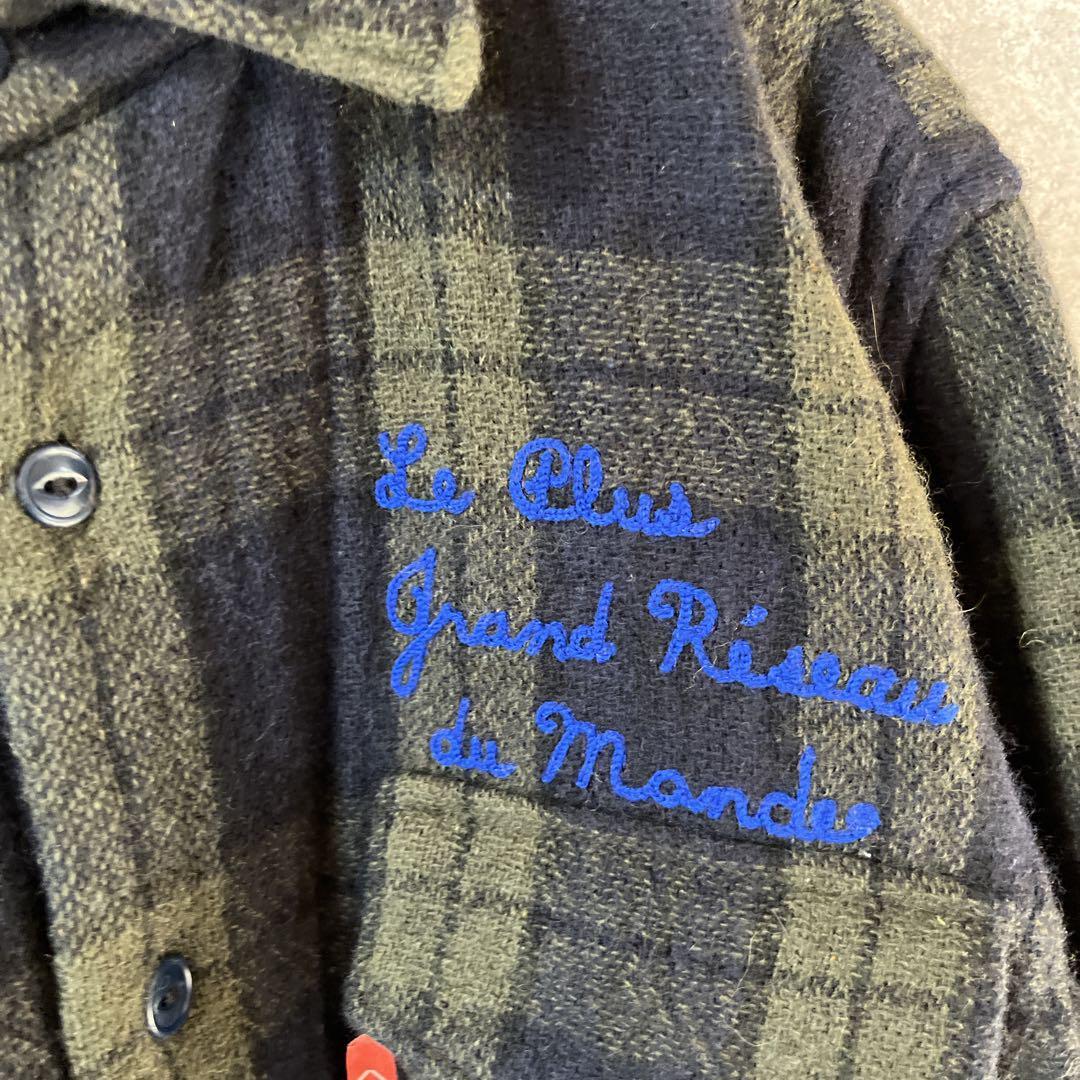 Le Plus
Grand Réseau
du Monde